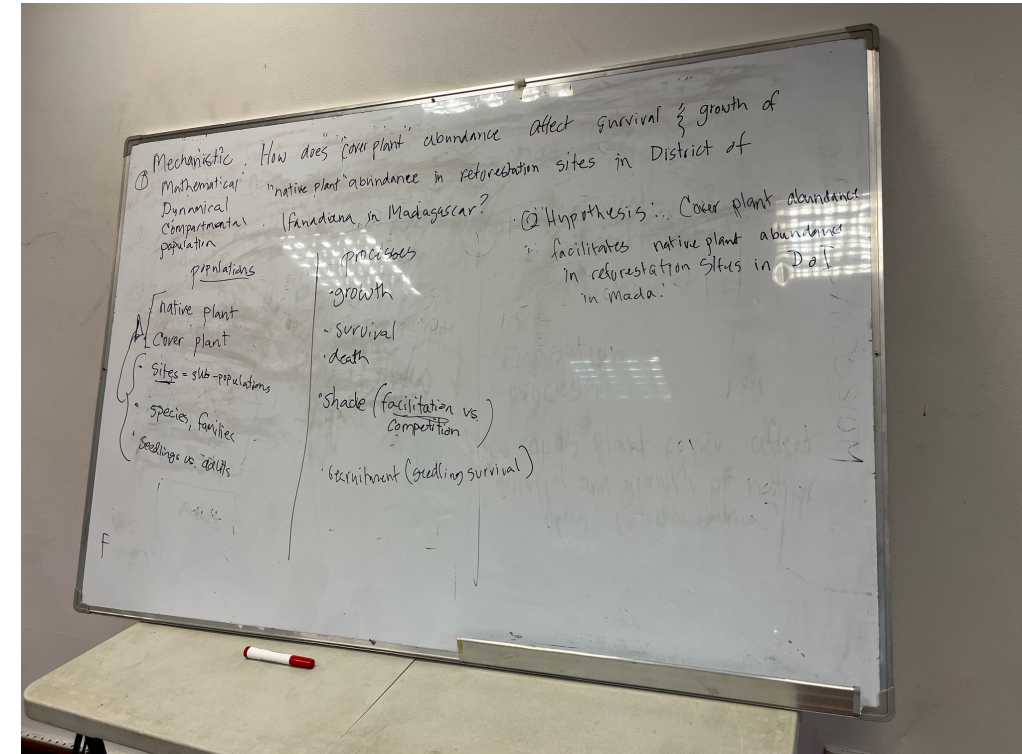 ① Mechanistic. How does "cover plant" abundance affect survival & growth of
Mathematical "native plant" abundance in reforestation sites in District of
Dynamical Ifanadiana, in Madagascar?
Compartmental
population
populations
native plant
Cover plant
· Sites = sub-populations
· species, families
· Seedlings vs. adults
F
processes
· growth
· survival
· death
· Shade (facilitation vs
competition)
· recruitment (seedling survival)
② Hypothesis: Cover plant abundance
facilitates native plant abundance
in reforestation sites in DoI
in Mada.